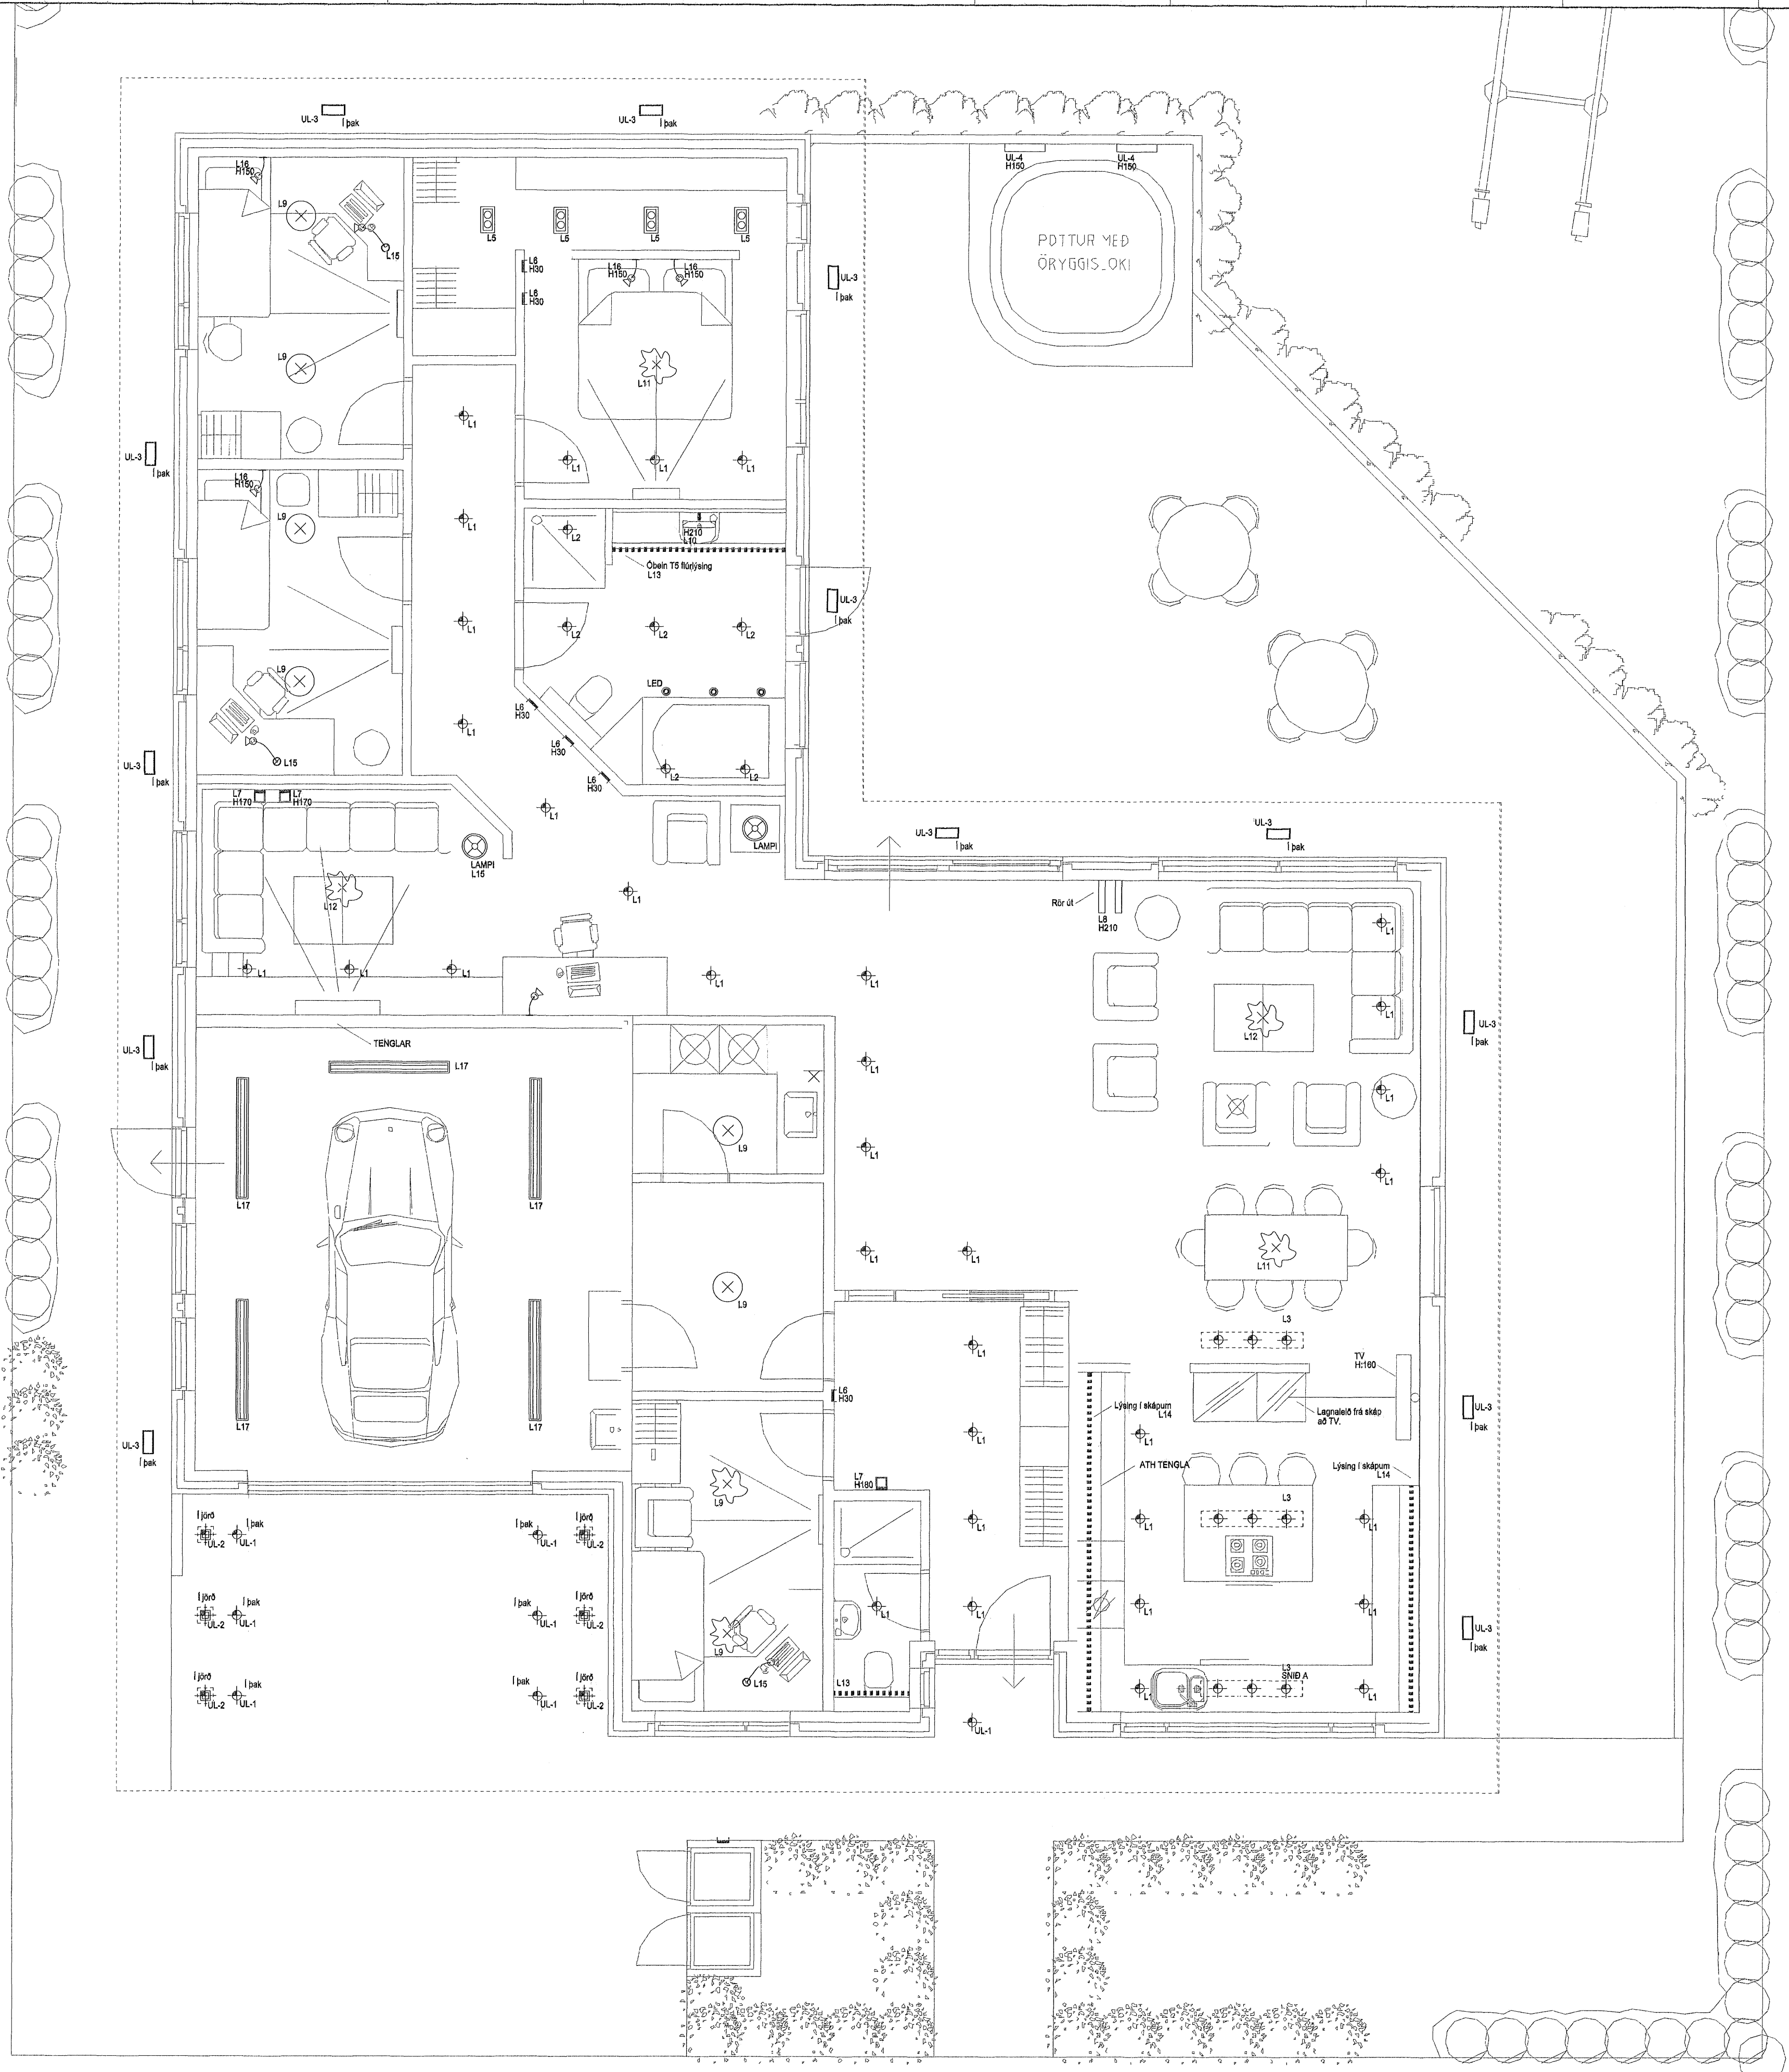 UL-3
Í þak
UL-3
Í þak
UL-4
H150
UL-4
H150
L16
H150
L9
L15
L5
L5
L5
L5
POTTUR MEÐ
ÖRYGGISLOKI
L6
H30
L6
H30
L16
H150
L16
H150
UL-3
Í þak
L9
L11
L1
UL-3
Í þak
L1
L1
L1
L16
H150
L9
L1
L2
H210
L10
Óbein T5 flúrlýsing
L13
UL-3
Í þak
L1
L2
L2
L2
L9
LED
L6
H30
L1
L6
H30
L15
UL-3
Í þak
L6
H30
L2
L2
L7
H170
L7
H170
L1
LAMPI
LAMPI
L15
UL-3
Í þak
UL-3
Í þak
L12
L1
Rör út
L8
H210
L1
L1
L1
L1
L1
L1
L1
L12
UL-3
Í þak
TENGLAR
UL-3
Í þak
L17
L1
L1
L9
L1
L1
L17
L17
L1
L1
L11
L9
L3
L1
TV
H:160
L6
H30
Lýsing í skápum
L14
Lagnaleið frá skáp
að TV.
UL-3
Í þak
L17
L17
UL-3
Í þak
L1
L1
ATH TENGLA
Lýsing í skápum
L14
L7
H180
L9
L3
L1
L1
L1
Í jörð
UL-2
Í þak
UL-1
Í þak
UL-1
Í jörð
UL-2
Í jörð
UL-2
Í þak
UL-1
Í þak
UL-1
Í jörð
UL-2
L9
L1
L1
L1
L1
UL-3
Í þak
Í jörð
UL-2
Í þak
UL-1
Í þak
UL-1
Í jörð
UL-2
L15
L13
L1
L3
SNIÐ A
L1
UL-1